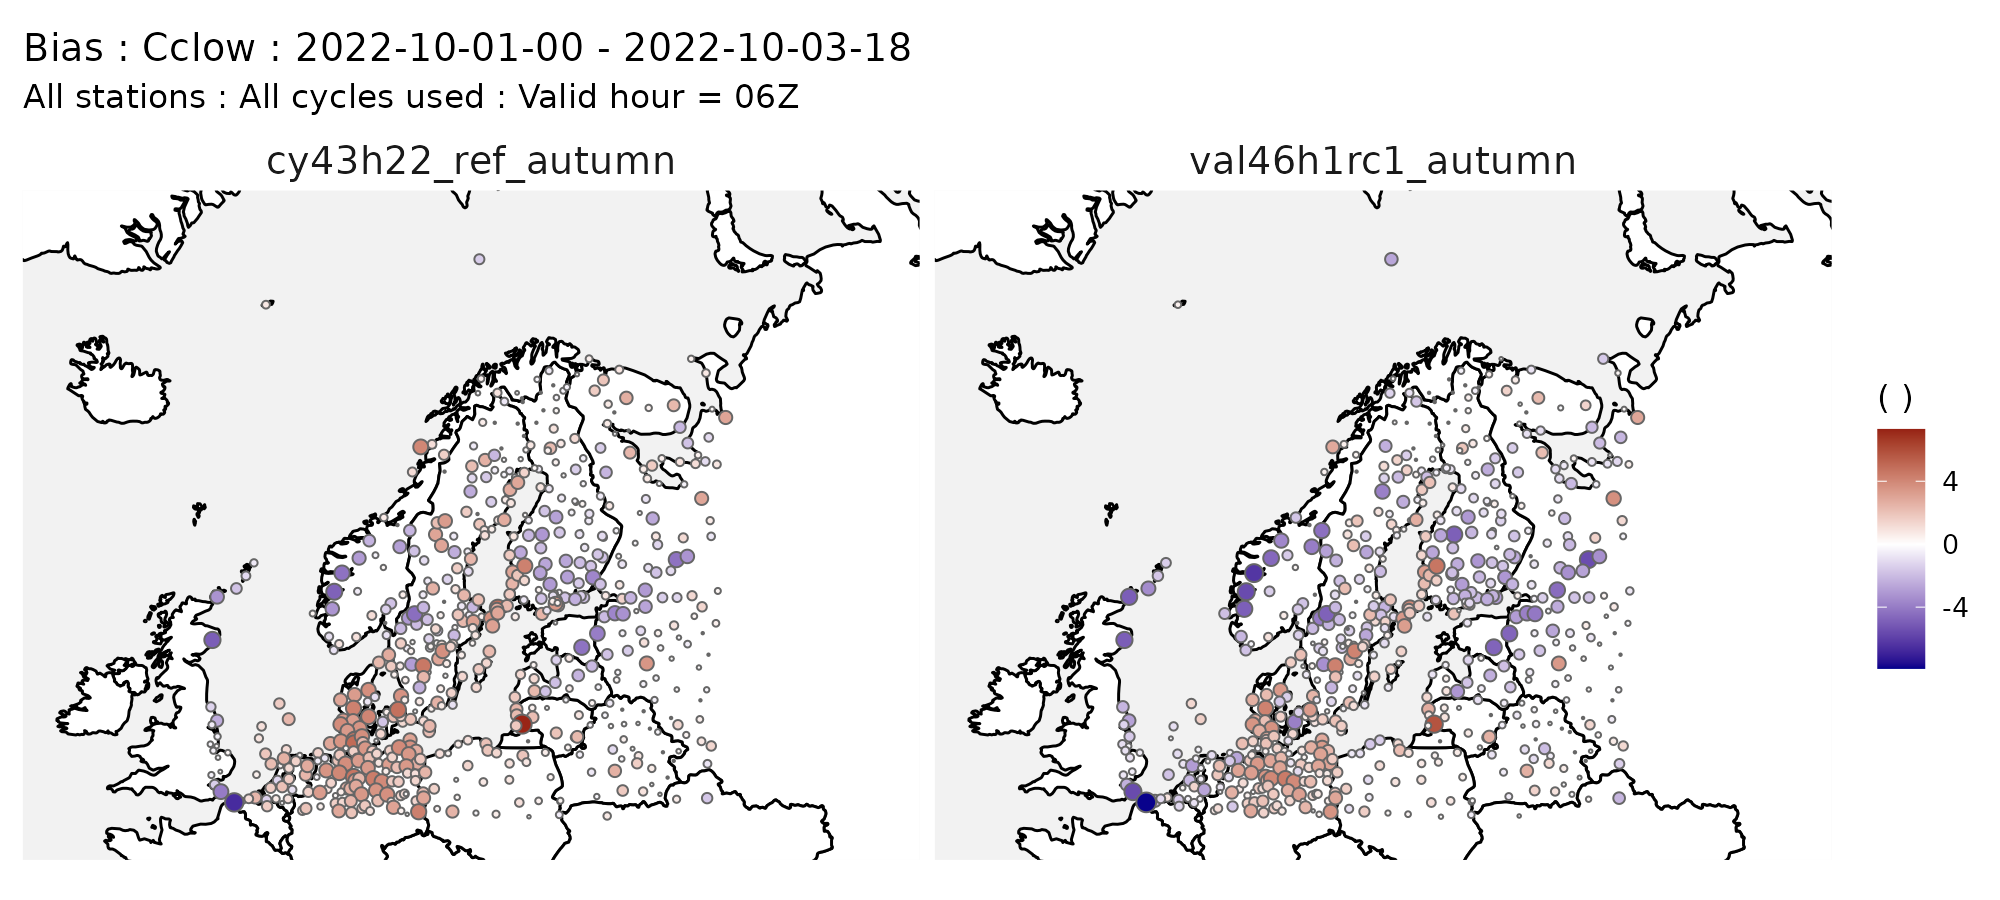 Bias : Cclow : 2022-10-01-00 - 2022-10-03-18
All stations : All cycles used : Valid hour = 06Z
cy43h22_ref_autumn
val46h1rc1_autumn
( )
4
0
-4